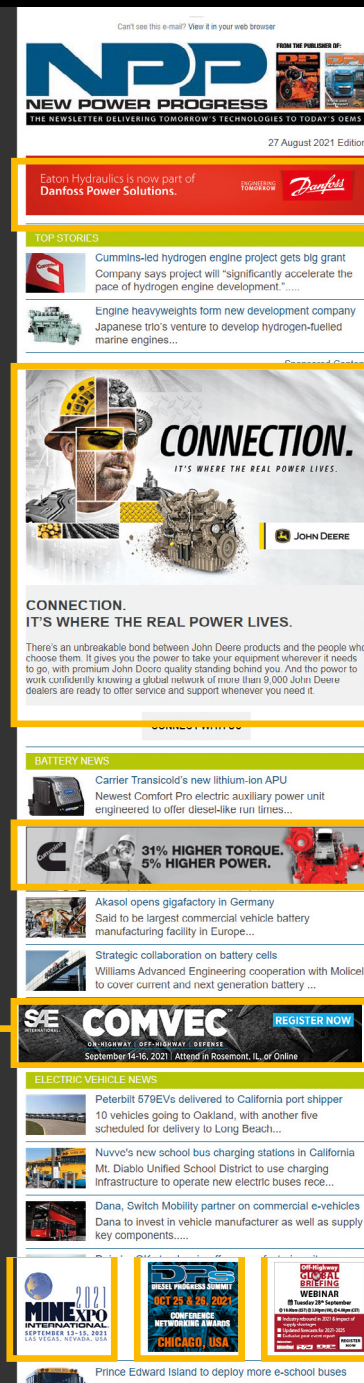 Can't see this e-mail? View it in your web browser
FROM THE PUBLISHER OF:
NPP
NEW POWER PROGRESS
THE NEWSLETTER DELIVERING TOMORROW'S TECHNOLOGIES TO TODAY'S OEMS
27 August 2021 Edition
Eaton Hydraulics is now part of
Danfoss Power Solutions.
ENGINEERING
TOMORROW
Danfoss
TOP STORIES
Cummins-led hydrogen engine project gets big grant
Company says project will "significantly accelerate the
pace of hydrogen engine development.".....
Engine heavyweights form new development company
Japanese trio's venture to develop hydrogen-fuelled
marine engines...
CONNECTION.
IT'S WHERE THE REAL POWER LIVES.
JOHN DEERE
CONNECTION.
IT'S WHERE THE REAL POWER LIVES.
There's an unbreakable bond between John Deere products and the people who
choose them. It gives you the power to take your equipment wherever it needs
to go, with premium John Deere quality standing behind you. And the power to
work confidently knowing a global network of more than 9,000 John Deere
dealers are ready to offer service and support whenever you need it.
BATTERY NEWS
Carrier Transicold's new lithium-ion APU
Newest Comfort Pro electric auxiliary power unit
engineered to offer diesel-like run times...
Cummins
31% HIGHER TORQUE.
5% HIGHER POWER.
Akasol opens gigafactory in Germany
Said to be largest commercial vehicle battery
manufacturing facility in Europe...
Strategic collaboration on battery cells
Williams Advanced Engineering cooperation with Molicel
to cover current and next generation battery ...
SAE
INTERNATIONAL
COMVEC™
ON-HIGHWAY | OFF-HIGHWAY | DEFENSE
September 14-16, 2021 | Attend in Rosemont, IL, or Online
REGISTER NOW
ELECTRIC VEHICLE NEWS
Peterbilt 579EVs delivered to California port shipper
10 vehicles going to Oakland, with another five
scheduled for delivery to Long Beach...
Nuvve's new school bus charging stations in California
Mt. Diablo Unified School District to use charging
infrastructure to operate new electric buses rece...
Dana, Switch Mobility partner on commercial e-vehicles
Dana to invest in vehicle manufacturer as well as supply
key components.....
2021
MINExpo
INTERNATIONAL
SEPTEMBER 13-15, 2021
LAS VEGAS, NEVADA, USA
DPS
DIESEL PROGRESS SUMMIT
OCT 25 & 26, 2021
CONFERENCE
NETWORKING AWARDS
CHICAGO, USA
Off-Highway
GLOBAL
BRIEFING
WEBINAR
Tuesday 28th September
REGISTER
NOW
Prince Edward Island to deploy more e-school buses